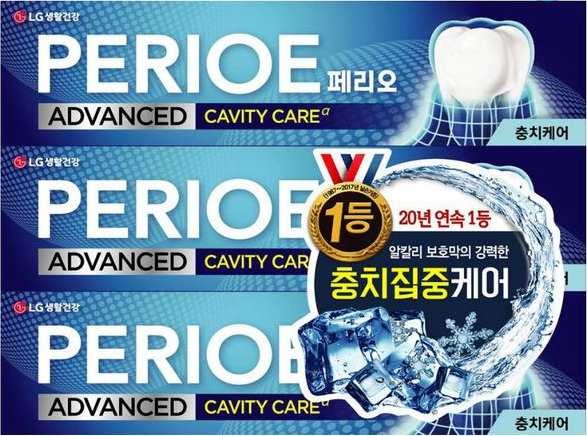 LG생활건강
PERIOE 페리오
ADVANCED CAVITY CAREα
충치케어
LG생활건강
PERIOE
ADVANCED CAVITY CAR
어
1등
20년 연속 1등
알칼리 보호막의 강력한
충치집중케어
LG생활건강
PERIOE
ADVANCED CAVITY CAREα
충치케어